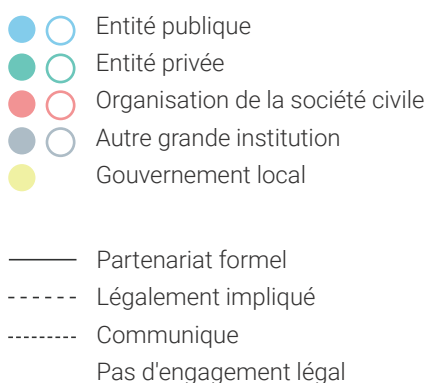 Entité publique
Entité privée
Organisation de la société civile
Autre grande institution
Gouvernement local
Partenariat formel
Légalement impliqué
Communique
Pas d'engagement légal